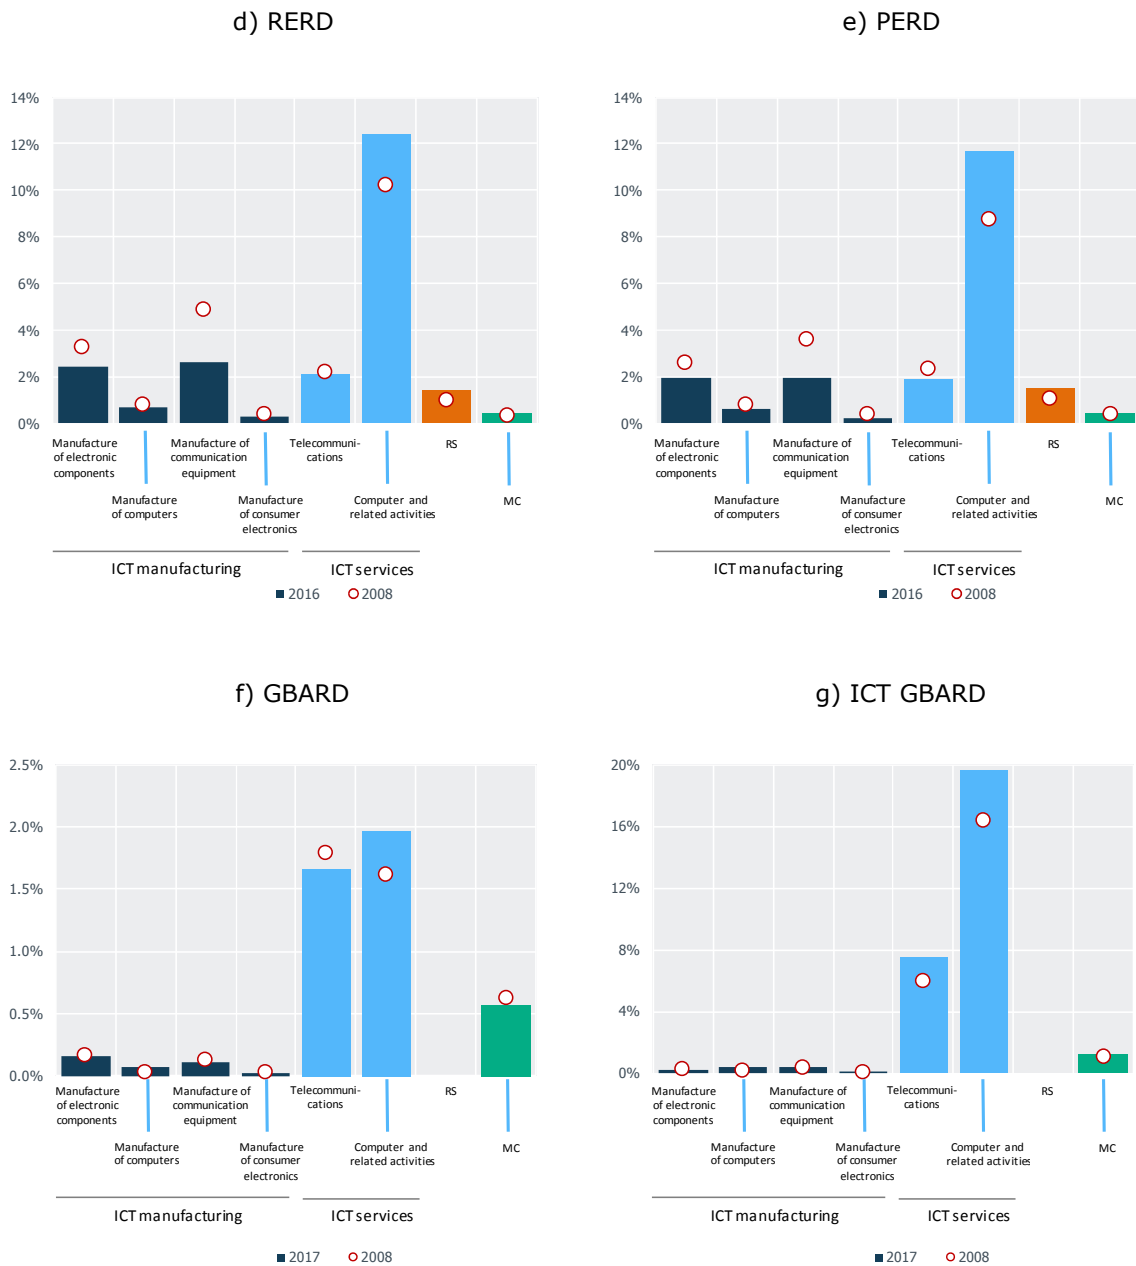 d) RERD
14%
12%
10%
8%
6%
4%
2%
0%
Manufacture
of electronic
components
Manufacture
of computers
Manufacture of
communication
equipment
Manufacture
of consumer
electronics
Telecommuni-
cations
Computer and
related activities
RS
MC
ICT manufacturing
ICT services
2016
2008
e) PERD
14%
12%
10%
8%
6%
4%
2%
0%
Manufacture
of electronic
components
Manufacture
of computers
Manufacture of
communication
equipment
Manufacture
of consumer
electronics
Telecommuni-
cations
Computer and
related activities
RS
MC
ICT manufacturing
ICT services
2016
2008
f) GBARD
2.5%
2.0%
1.5%
1.0%
0.5%
0.0%
Manufacture
of electronic
components
Manufacture
of computers
Manufacture of
communication
equipment
Manufacture
of consumer
electronics
Telecommuni-
cations
Computer and
related activities
RS
MC
ICT manufacturing
ICT services
2017
2008
g) ICT GBARD
20%
16%
12%
8%
4%
0%
Manufacture
of electronic
components
Manufacture
of computers
Manufacture of
communication
equipment
Manufacture
of consumer
electronics
Telecommuni-
cations
Computer and
related activities
RS
MC
ICT manufacturing
ICT services
2017
2008